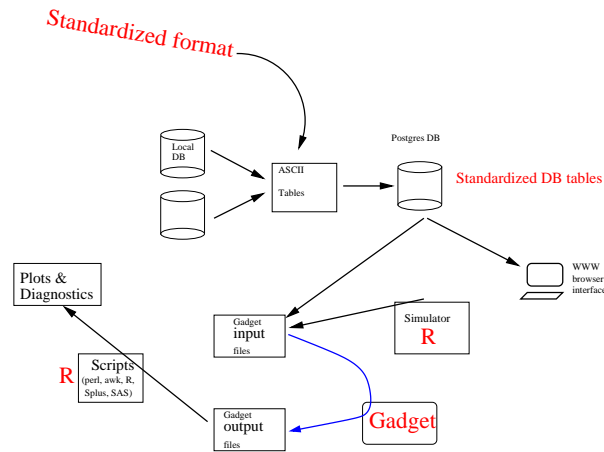 Standardized format
Postgres DB
Local
DB
ASCII
Tables
Standardized DB tables
WWW
browser
interface
Plots &
Diagnostics
Gadget
input
files
Simulator
R
R
Scripts
(perl, awk, R,
Splus, SAS)
Gadget
output
files
Gadget